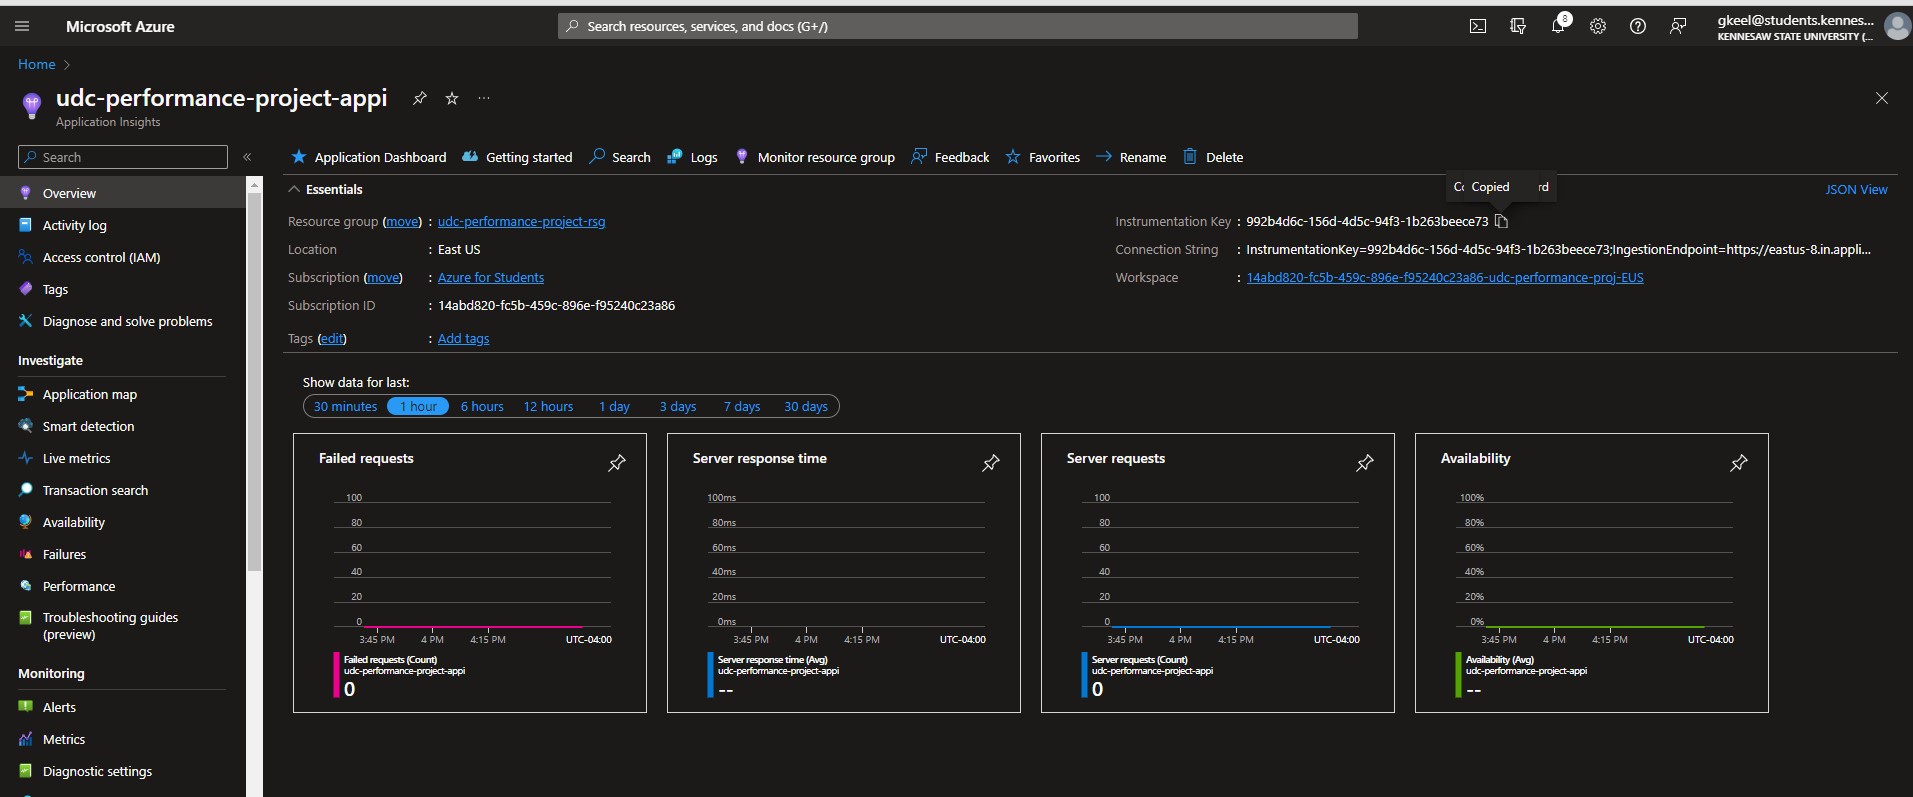 Microsoft Azure
Search resources, services, and docs (G+/)
8
gkeel@students.kennes...
KENNESAW STATE UNIVERSITY (...
Home
udc-performance-project-appi
Application Insights
Search
Application Dashboard
Getting started
Search
Logs
Monitor resource group
Feedback
Favorites
Rename
Delete
Overview
Activity log
Access control (IAM)
Tags
Diagnose and solve problems
Investigate
Application map
Smart detection
Live metrics
Transaction search
Availability
Failures
Performance
Troubleshooting guides
(preview)
Monitoring
Alerts
Metrics
Diagnostic settings
Essentials
Copied
rd
JSON View
Resource group (move) : udc-performance-project-rsg
Location : East US
Subscription (move) : Azure for Students
Subscription ID : 14abd820-fc5b-459c-896e-f95240c23a86
Tags (edit) : Add tags
Instrumentation Key : 992b4d6c-156d-4d5c-94f3-1b263beece73
Connection String : InstrumentationKey=992b4d6c-156d-4d5c-94f3-1b263beece73;IngestionEndpoint=https://eastus-8.in.appli...
Workspace : 14abd820-fc5b-459c-896e-f95240c23a86-udc-performance-proj-EUS
Show data for last:
30 minutes 1 hour 6 hours 12 hours 1 day 3 days 7 days 30 days
Failed requests
100
80
60
40
20
0
3:45 PM 4 PM 4:15 PM UTC-04:00
Failed requests (Count)
udc-performance-project-appi
0
Server response time
100ms
80ms
60ms
40ms
20ms
0ms
3:45 PM 4 PM 4:15 PM UTC-04:00
Server response time (Avg)
udc-performance-project-appi
--
Server requests
100
80
60
40
20
0
3:45 PM 4 PM 4:15 PM UTC-04:00
Server requests (Count)
udc-performance-project-appi
0
Availability
100%
80%
60%
40%
20%
0%
3:45 PM 4 PM 4:15 PM UTC-04:00
Availability (Avg)
udc-performance-project-appi
--